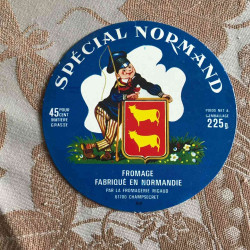 SPÉCIAL NORMAND
45 POUR
CENT
MATIÈRE
GRASSE
POIDS NET A
L'EMBALLAGE
225g
FROMAGE
FABRIQUÉ EN NORMANDIE
PAR LA FROMAGERIE RIGAUD
61700 CHAMPSECRET